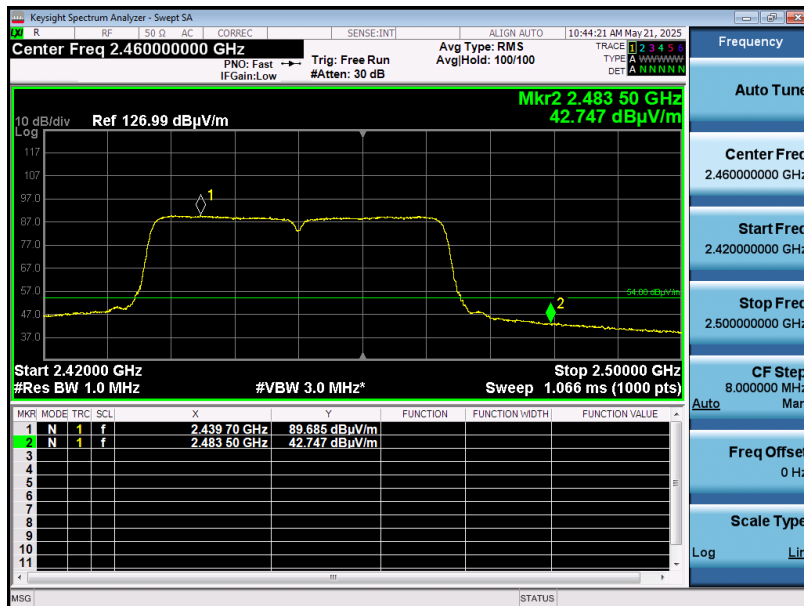 Keysight Spectrum Analyzer - Swept SA
LXI R RF 50 Ω AC CORREC SENSE:INT ALIGN AUTO 10:44:21 AM May 21, 2025
Center Freq 2.460000000 GHz
PNO: Fast
IFGain:Low
Trig: Free Run
#Atten: 30 dB
Avg Type: RMS
Avg|Hold: 100/100
TRACE 1 2 3 4 5 6
TYPE A WWWWW
DET A N N N N N
Mkr2 2.483 50 GHz
42.747 dBµV/m
10 dB/div Ref 126.99 dBµV/m
Log
117
107
97.0
87.0
77.0
67.0
57.0
47.0
37.0
1
2
54.00 dBµV/m
Start 2.42000 GHz Stop 2.50000 GHz
#Res BW 1.0 MHz #VBW 3.0 MHz* Sweep 1.066 ms (1000 pts)
MKR MODE TRC SCL X Y FUNCTION FUNCTION WIDTH FUNCTION VALUE
1 N 1 f 2.439 70 GHz 89.685 dBµV/m
2 N 1 f 2.483 50 GHz 42.747 dBµV/m
3
4
5
6
7
8
9
10
11
MSG STATUS
Frequency
Auto Tune
Center Freq
2.460000000 GHz
Start Freq
2.420000000 GHz
Stop Freq
2.500000000 GHz
CF Step
8.000000 MHz
Auto Man
Freq Offset
0 Hz
Scale Type
Log Lin